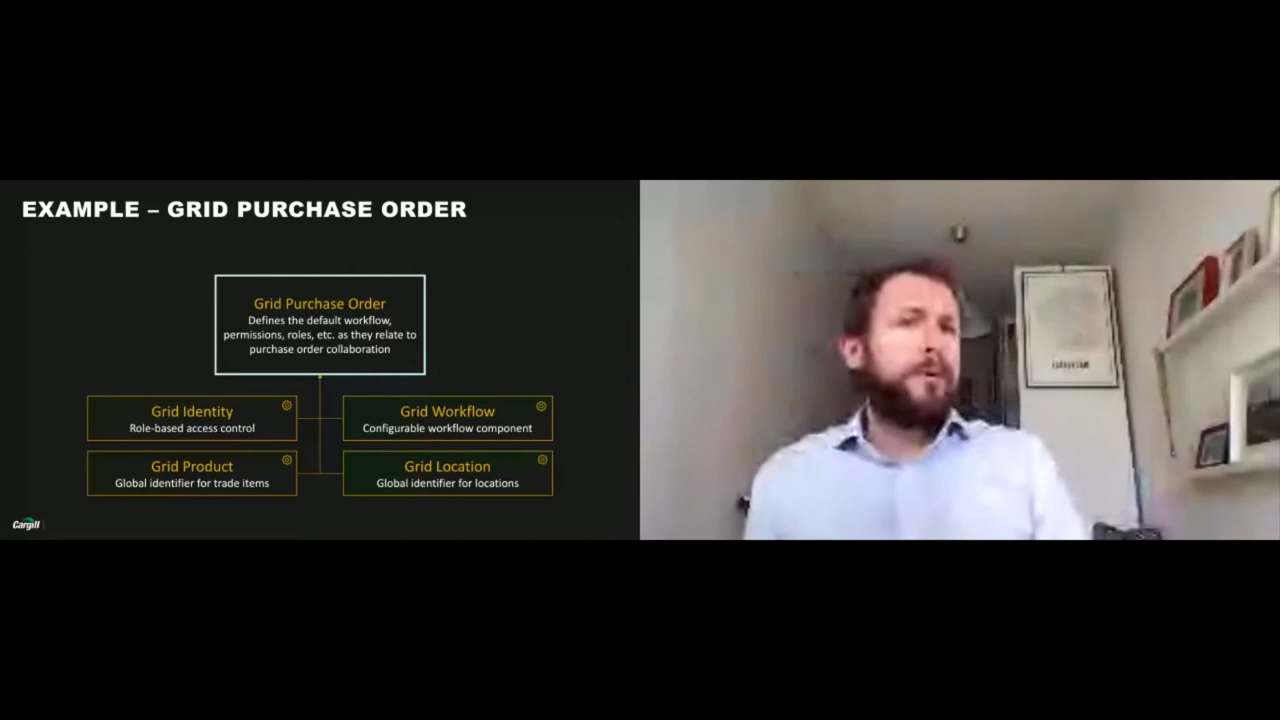 EXAMPLE – GRID PURCHASE ORDER
Grid Purchase Order
Defines the default workflow,
permissions, roles, etc. as they relate to
purchase order collaboration
Grid Identity
Role-based access control
Grid Workflow
Configurable workflow component
Grid Product
Global identifier for trade items
Grid Location
Global identifier for locations
Cargill